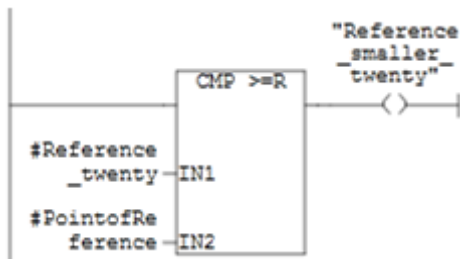 "Reference
_smaller_
twenty"
CMP >=R
#Reference
_twenty
IN1
#PointofRe
ference
IN2